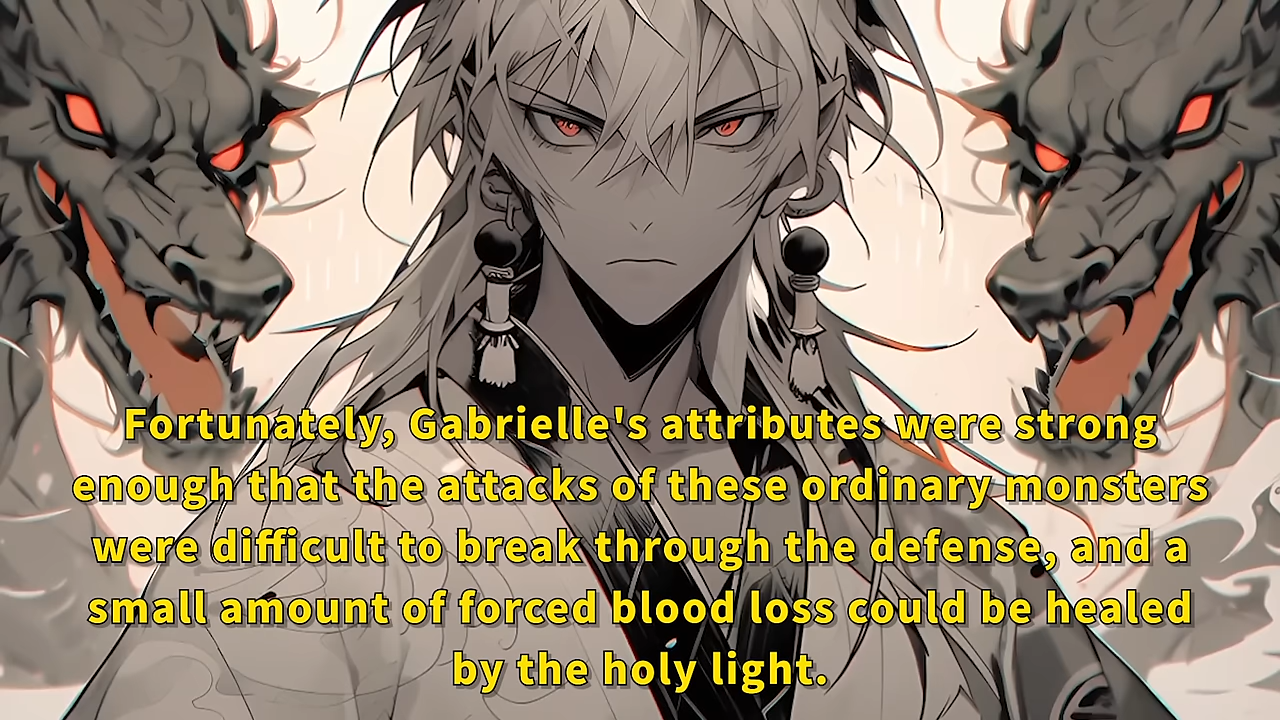 Fortunately, Gabrielle's attributes were strong
enough that the attacks of these ordinary monsters
were difficult to break through the defense, and a
small amount of forced blood loss could be healed
by the holy light.